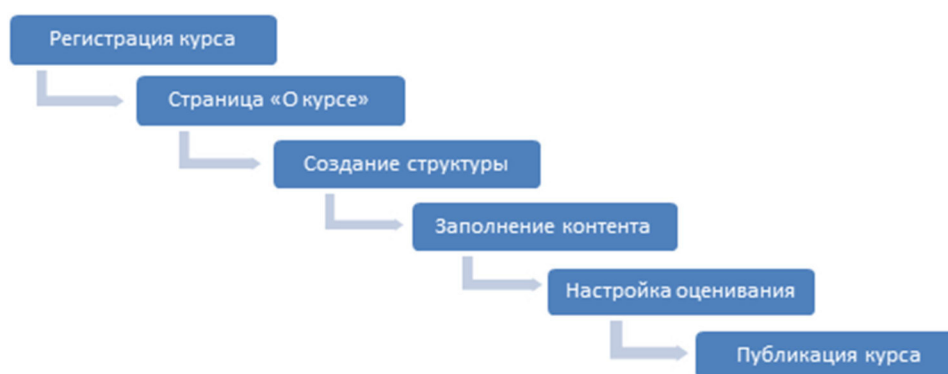 Регистрация курса
Страница «О курсе»
Создание структуры
Заполнение контента
Настройка оценивания
Публикация курса